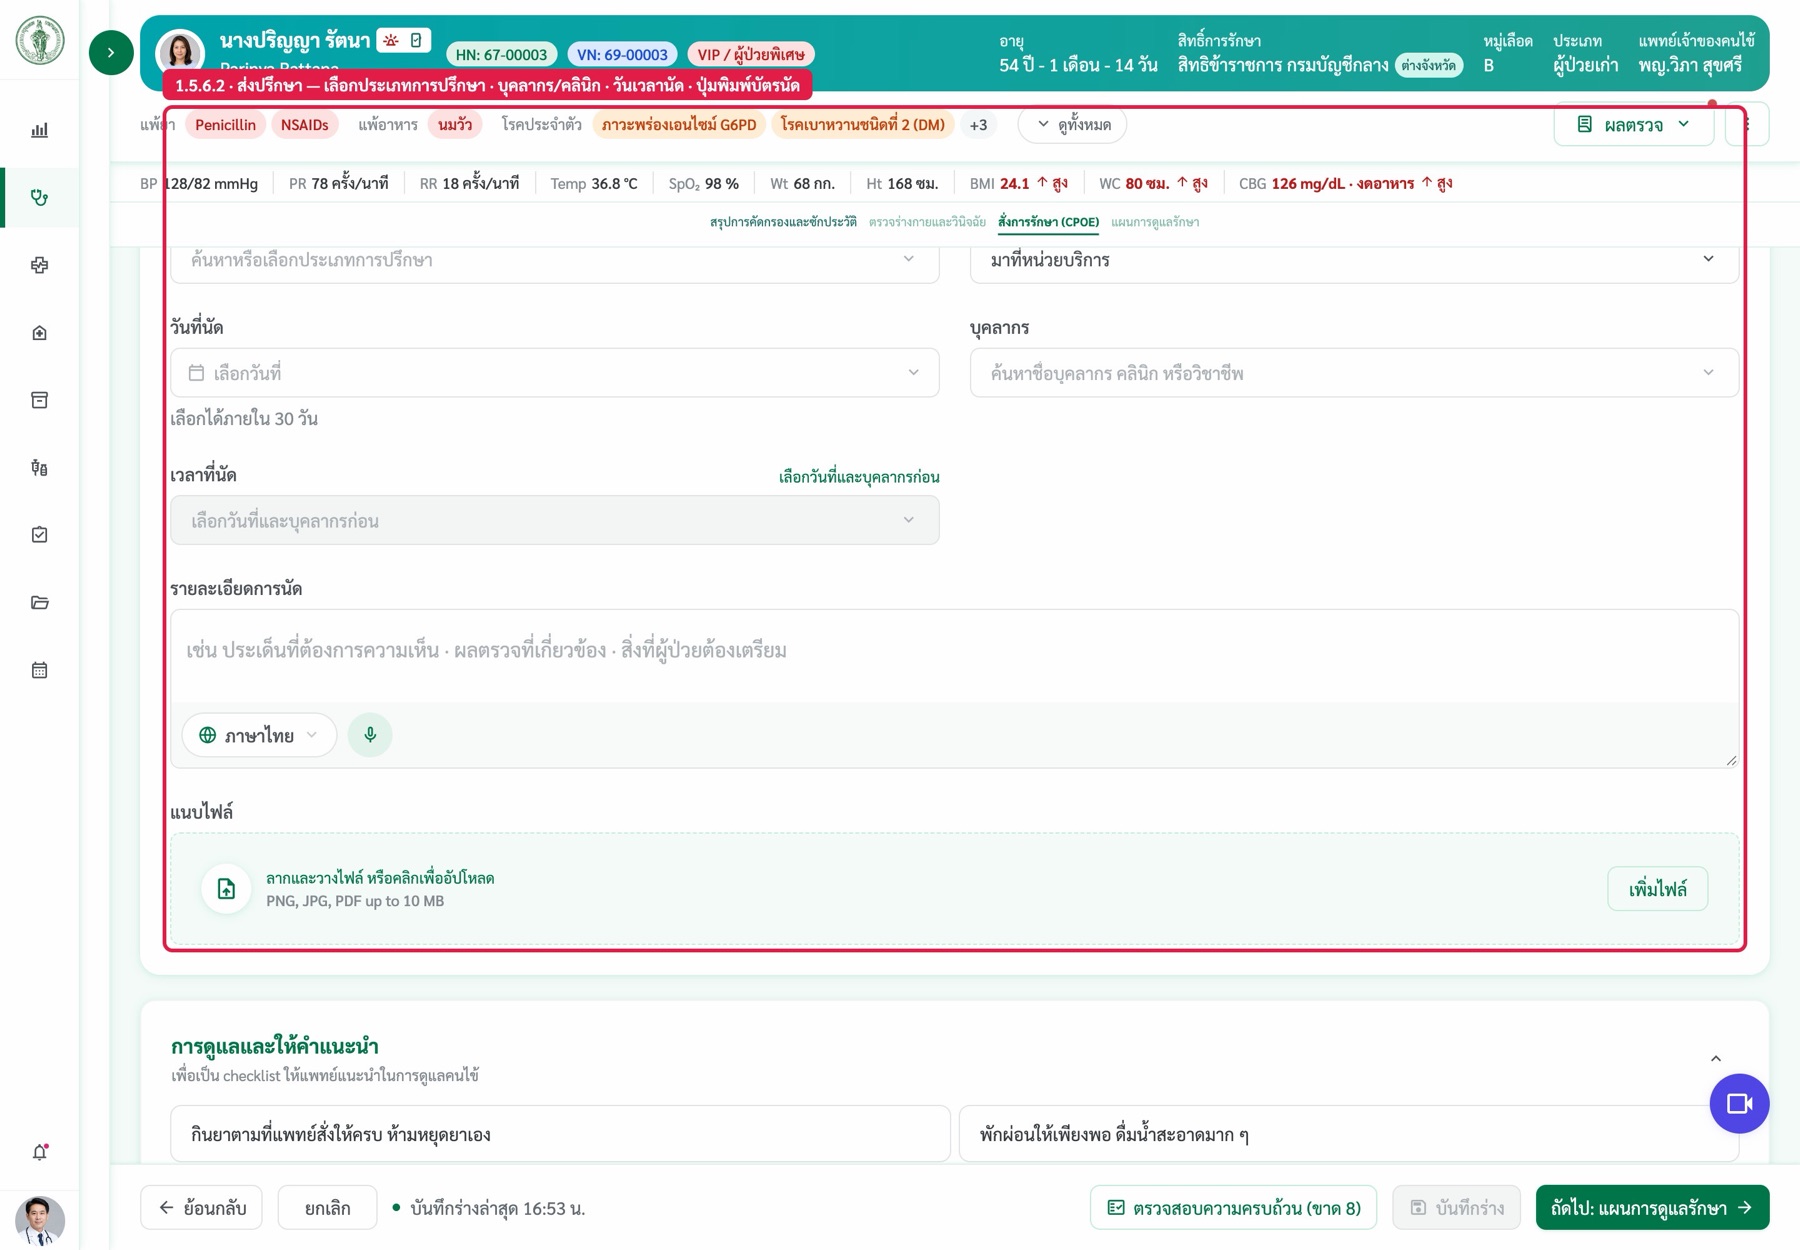 นางปริญญา รัตนา
HN: 67-00003
VN: 69-00003
VIP / ผู้ป่วยพิเศษ
อายุ
54 ปี - 1 เดือน - 14 วัน
สิทธิ์การรักษา
สิทธิข้าราชการ กรมบัญชีกลาง ต่างจังหวัด
หมู่เลือด
B
ประเภท
ผู้ป่วยเก่า
แพทย์เจ้าของคนไข้
พญ.วิภา สุขศรี
1.5.6.2 · ส่งปรึกษา — เลือกประเภทการปรึกษา · บุคลากร/คลินิก · วันเวลานัด · ปุ่มพิมพ์บัตรนัด
แพ้ยา Penicillin NSAIDs แพ้อาหาร นมวัว โรคประจำตัว ภาวะพร่องเอนไซม์ G6PD โรคเบาหวานชนิดที่ 2 (DM) +3 ดูทั้งหมด ผลตรวจ
BP 128/82 mmHg PR 78 ครั้ง/นาที RR 18 ครั้ง/นาที Temp 36.8 °C SpO₂ 98 % Wt 68 กก. Ht 168 ซม. BMI 24.1 ↑ สูง WC 80 ซม. ↑ สูง CBG 126 mg/dL · งดอาหาร ↑ สูง
สรุปการคัดกรองและซักประวัติ ตรวจร่างกายและวินิจฉัย สั่งการรักษา (CPOE) แผนการดูแลรักษา
ค้นหาหรือเลือกประเภทการปรึกษา
มาที่หน่วยบริการ
วันที่นัด
บุคลากร
เลือกวันที่
ค้นหาชื่อบุคลากร คลินิก หรือวิชาชีพ
เลือกได้ภายใน 30 วัน
เวลาที่นัด
เลือกวันที่และบุคลากรก่อน
เลือกวันที่และบุคลากรก่อน
รายละเอียดการนัด
เช่น ประเด็นที่ต้องการความเห็น · ผลตรวจที่เกี่ยวข้อง · สิ่งที่ผู้ป่วยต้องเตรียม
ภาษาไทย
แนบไฟล์
ลากและวางไฟล์ หรือคลิกเพื่ออัปโหลด
PNG, JPG, PDF up to 10 MB
เพิ่มไฟล์
การดูแลและให้คำแนะนำ
เพื่อเป็น checklist ให้แพทย์แนะนำในการดูแลคนไข้
กินยาตามที่แพทย์สั่งให้ครบ ห้ามหยุดยาเอง
พักผ่อนให้เพียงพอ ดื่มน้ำสะอาดมาก ๆ
← ย้อนกลับ
ยกเลิก
บันทึกร่างล่าสุด 16:53 น.
ตรวจสอบความครบถ้วน (ขาด 8)
บันทึกร่าง
ถัดไป: แผนการดูแลรักษา →